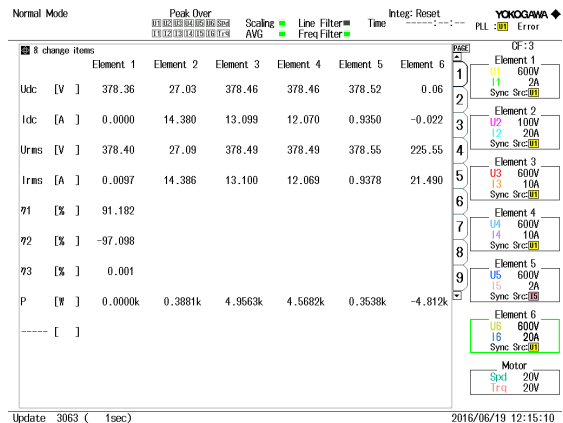 Normal Mode
Peak Over
U1 U2 U3 U4 U5 U6 Spd
I1 I2 I3 I4 I5 I6 Trq
Scaling
AVG
Line Filter
Freq Filter
Integ: Reset
Time -----:--:--
YOKOGAWA
PLL :U1 Error
8 change items
PAGE
CF:3
Element 1 Element 2 Element 3 Element 4 Element 5 Element 6
Udc [V ] 378.36 27.03 378.46 378.46 378.52 0.06
Idc [A ] 0.0000 14.380 13.099 12.070 0.9350 -0.022
Urms [V ] 378.40 27.09 378.49 378.49 378.55 225.55
Irms [A ] 0.0097 14.386 13.100 12.069 0.9378 21.490
η1 [% ] 91.182
η2 [% ] -97.098
η3 [% ] 0.001
P [W ] 0.0000k 0.3881k 4.9563k 4.5682k 0.3538k -4.812k
----- [ ]
1
2
3
4
5
6
7
8
9
Element 1
U1 600V
I1 2A
Sync Src:U1
Element 2
U2 100V
I2 20A
Sync Src:U1
Element 3
U3 600V
I3 10A
Sync Src:U1
Element 4
U4 600V
I4 10A
Sync Src:U1
Element 5
U5 600V
I5 2A
Sync Src:I5
Element 6
U6 600V
I6 20A
Sync Src:U1
Motor
Spd 20V
Trq 20V
Update 3063 ( 1sec)
2016/06/19 12:15:10